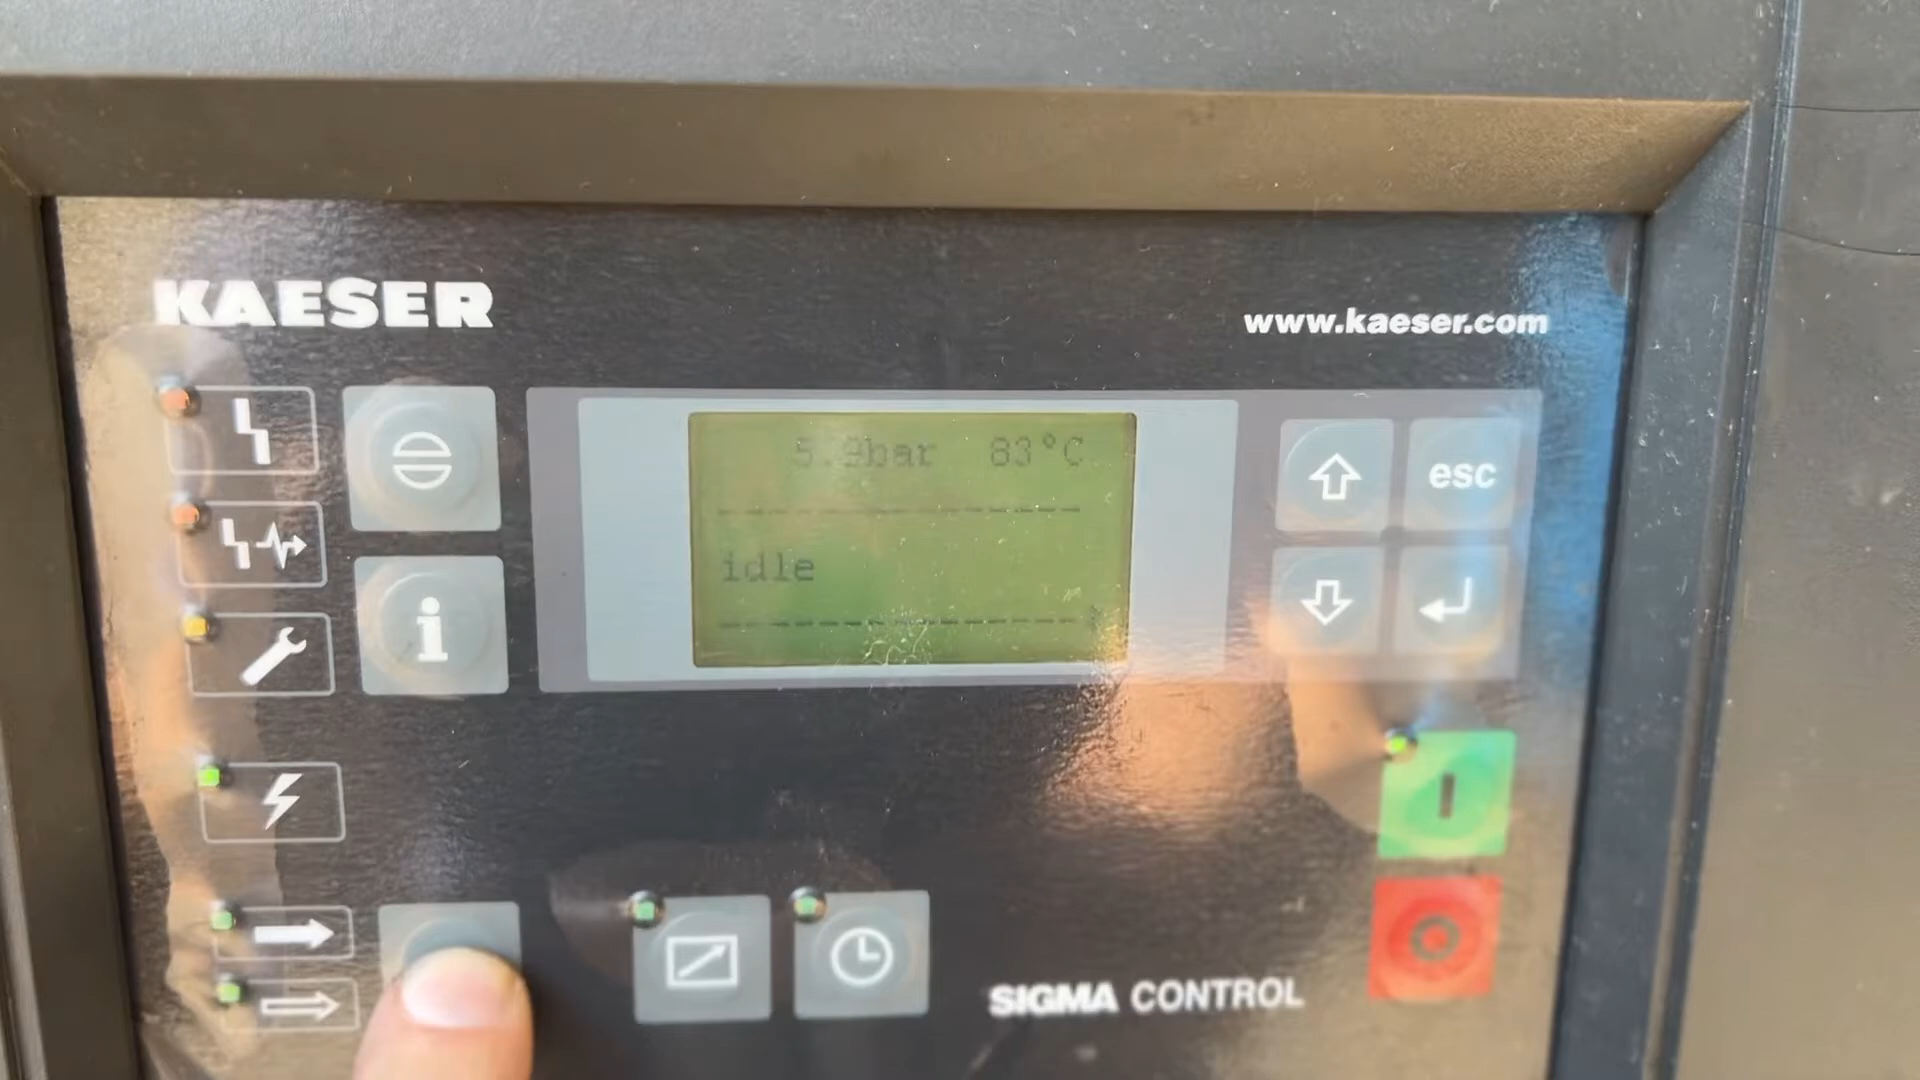 KAESER
www.kaeser.com
5.9bar 83°C
idle
esc
SIGMA CONTROL